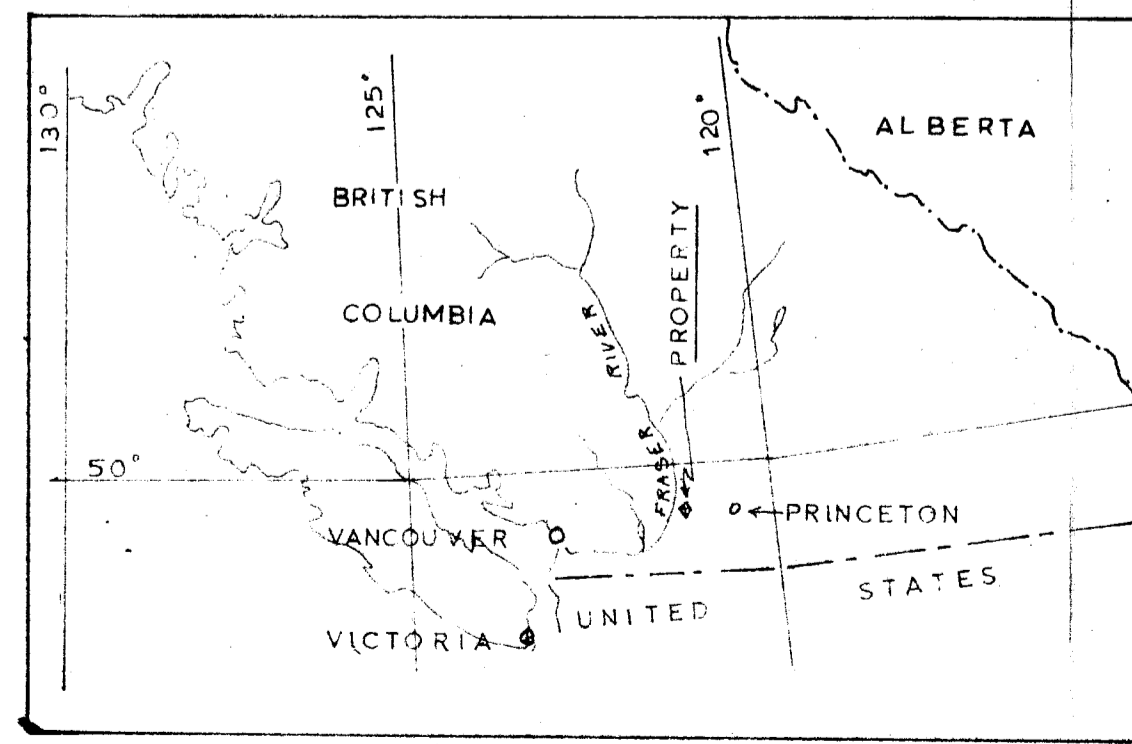 130°
125°
120°
ALBERTA
BRITISH
COLUMBIA
PROPERTY
FRASER RIVER
50°
VANCOUVER
PRINCETON
UNITED STATES
VICTORIA